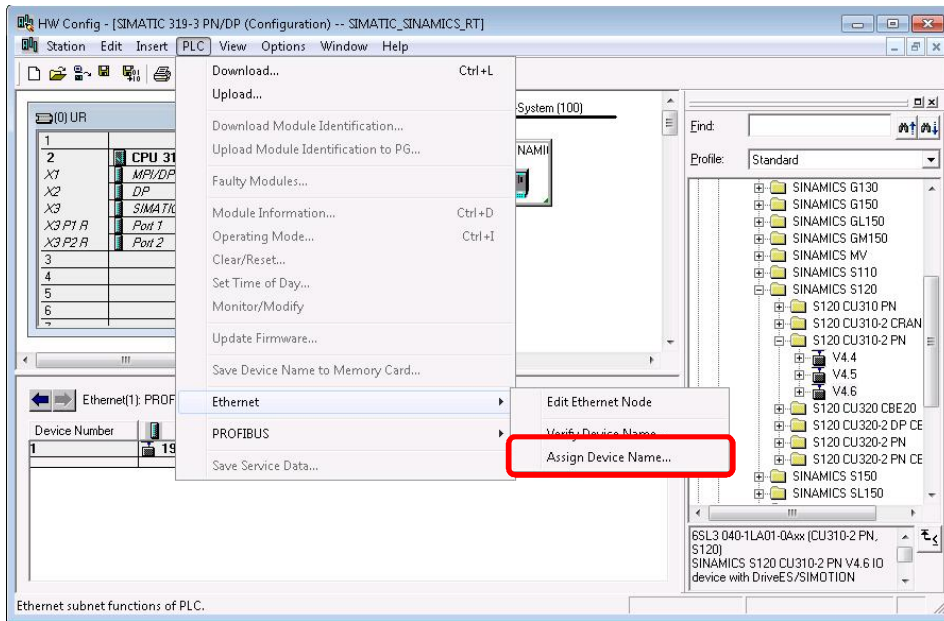 HW Config - [SIMATIC 319-3 PN/DP (Configuration) -- SIMATIC_SINAMICS_RT]
Station Edit Insert PLC View Options Window Help
Download... Ctrl+L
Upload...
Download Module Identification...
Upload Module Identification to PG...
Faulty Modules...
Module Information... Ctrl+D
Operating Mode... Ctrl+I
Clear/Reset...
Set Time of Day...
Monitor/Modify
Update Firmware...
Save Device Name to Memory Card...
Ethernet
PROFIBUS
Save Service Data...
Edit Ethernet Node
Verify Device Name...
Assign Device Name...
(0) UR
1
2 CPU 31
X1 MPI/DP
X2 DP
X3 SIMATIC
X3 P1 R Port 1
X3 P2 R Port 2
3
4
5
6
7
-System (100)
NAMI
Ethernet(1): PROF
Device Number
1 19
Find:
Profile: Standard
SINAMICS G130
SINAMICS G150
SINAMICS GL150
SINAMICS GM150
SINAMICS MV
SINAMICS S110
SINAMICS S120
S120 CU310 PN
S120 CU310-2 CRAN
S120 CU310-2 PN
V4.4
V4.5
V4.6
S120 CU320 CBE20
S120 CU320-2 DP CE
S120 CU320-2 PN
S120 CU320-2 PN CE
SINAMICS S150
SINAMICS SL150
6SL3 040-1LA01-0Axx (CU310-2 PN,
S120)
SINAMICS S120 CU310-2 PN V4.6 IO
device with DriveES/SIMOTION
Ethernet subnet functions of PLC.